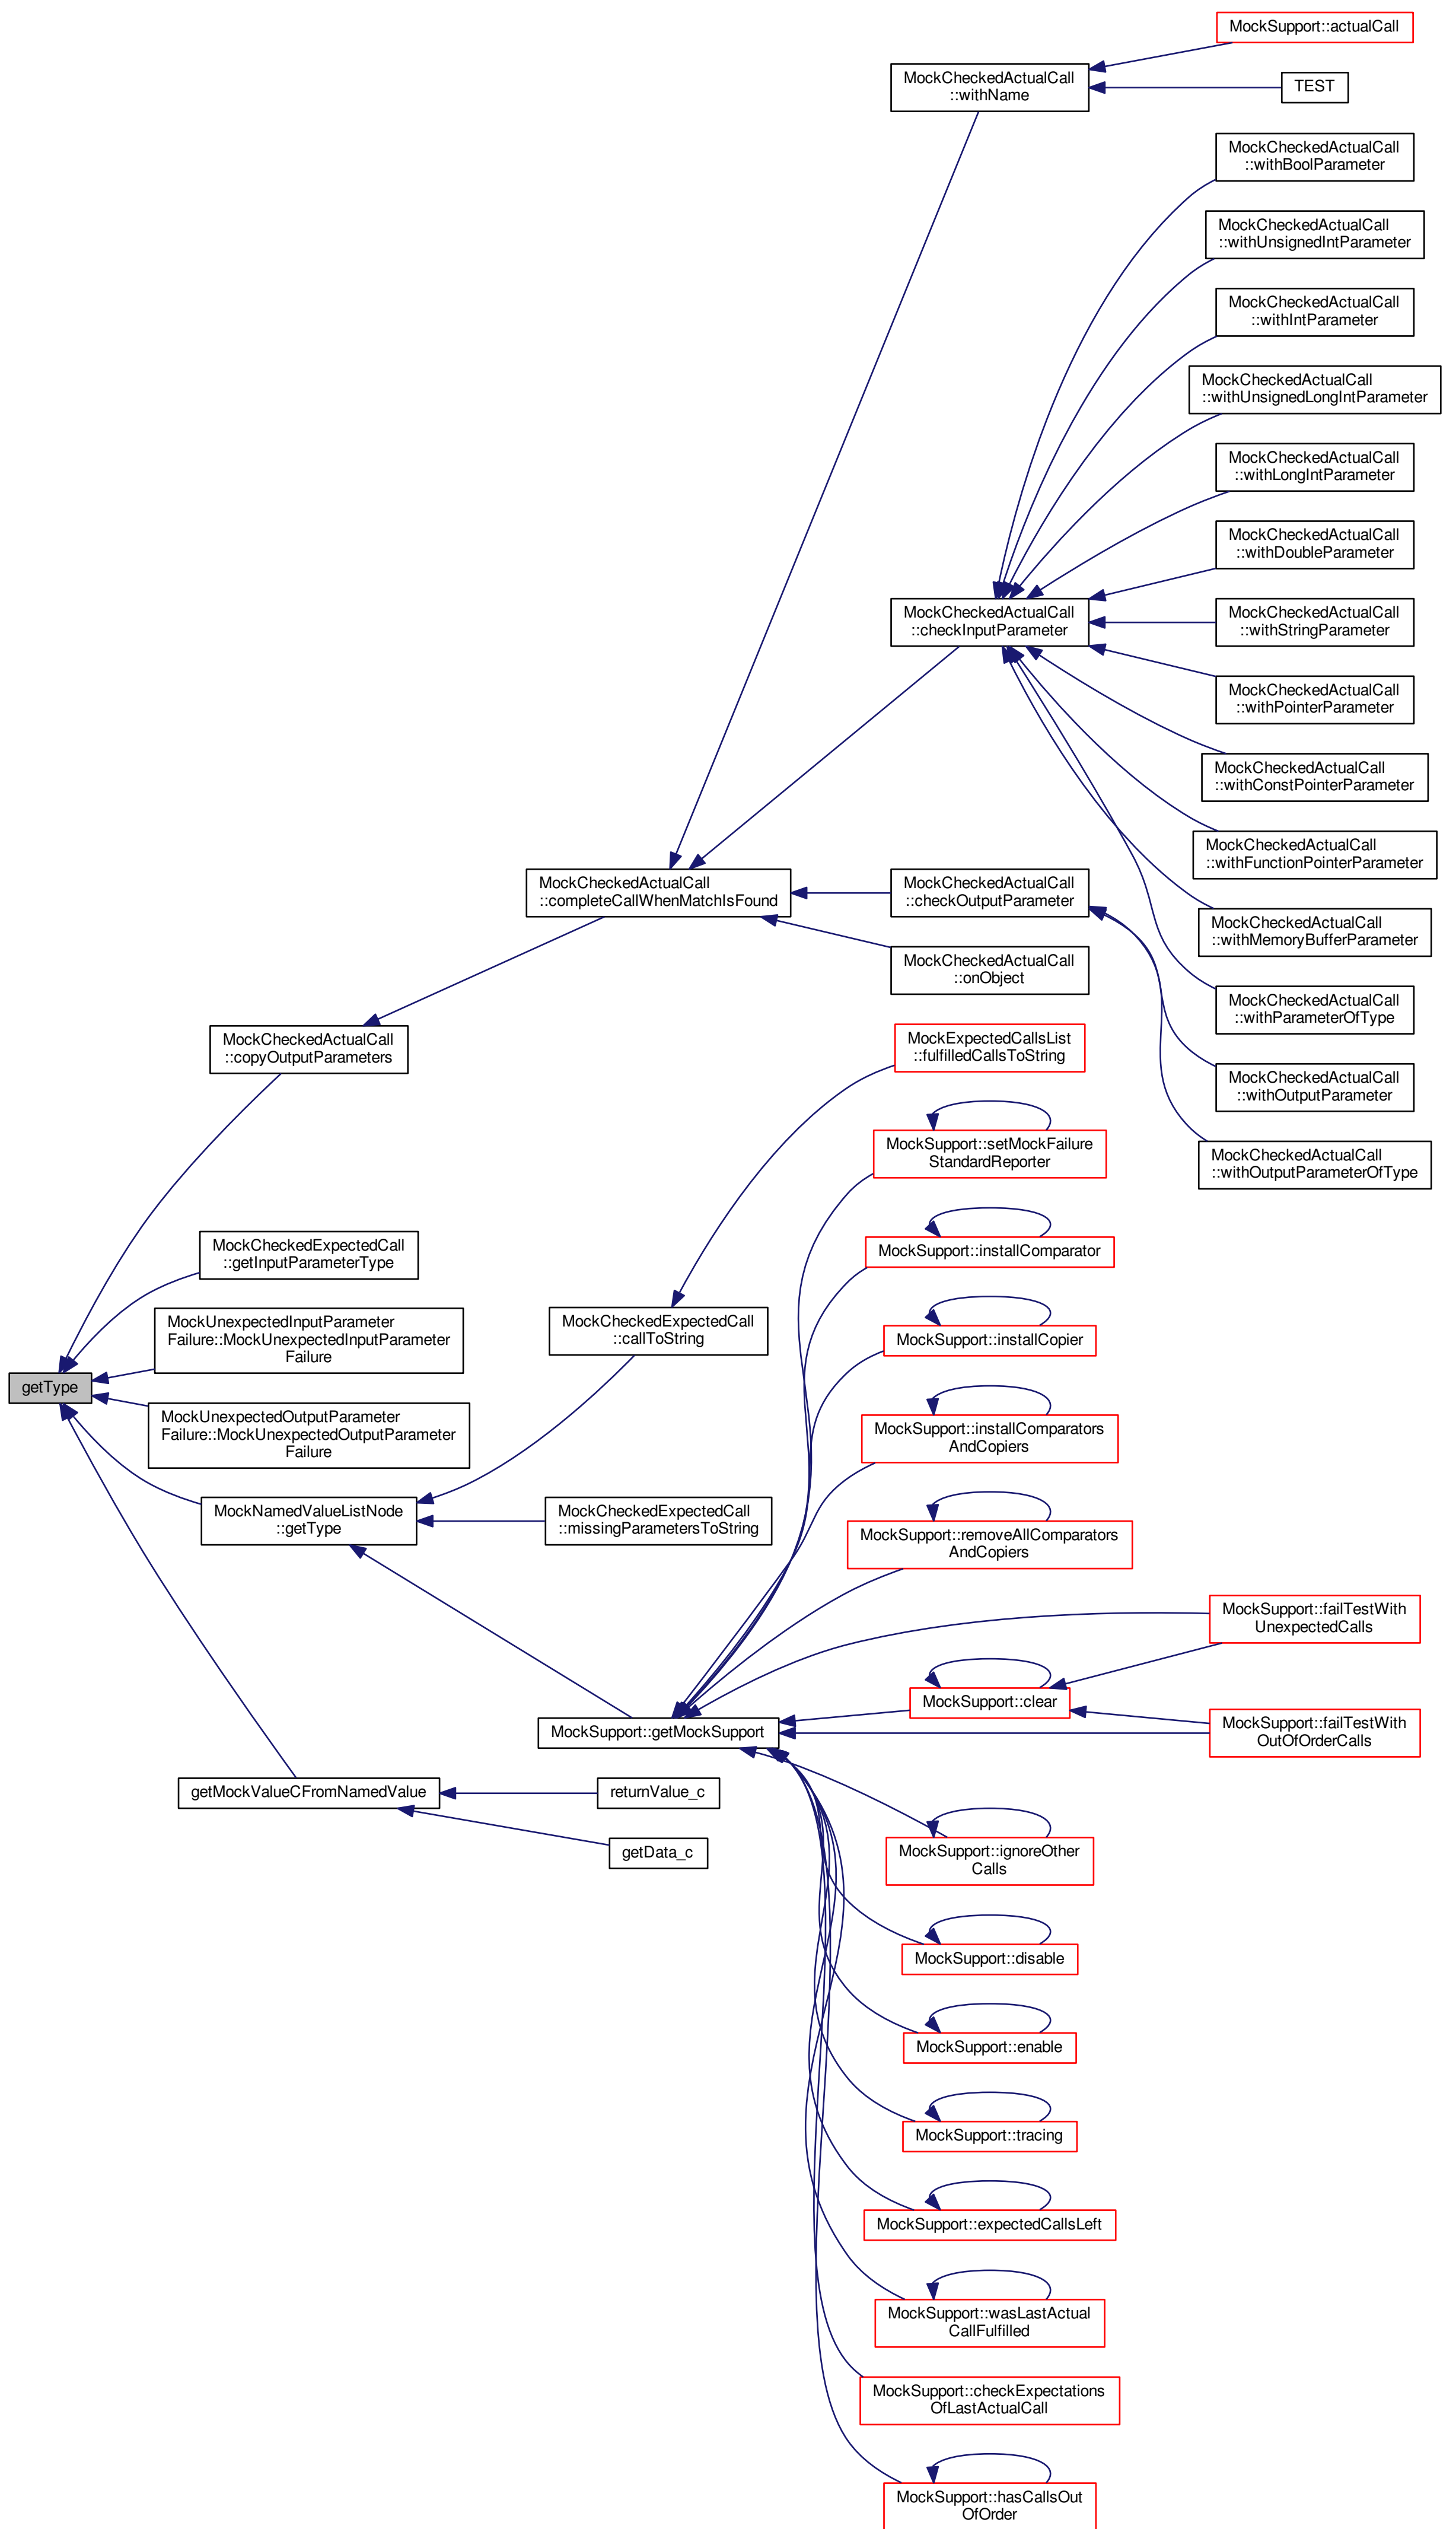 MockSupport::actualCall
MockCheckedActualCall
::withName
TEST
MockCheckedActualCall
::withBoolParameter
MockCheckedActualCall
::withUnsignedIntParameter
MockCheckedActualCall
::withIntParameter
MockCheckedActualCall
::withUnsignedLongIntParameter
MockCheckedActualCall
::withLongIntParameter
MockCheckedActualCall
::withDoubleParameter
MockCheckedActualCall
::checkInputParameter
MockCheckedActualCall
::withStringParameter
MockCheckedActualCall
::withPointerParameter
MockCheckedActualCall
::withConstPointerParameter
MockCheckedActualCall
::withFunctionPointerParameter
MockCheckedActualCall
::completeCallWhenMatchIsFound
MockCheckedActualCall
::checkOutputParameter
MockCheckedActualCall
::withMemoryBufferParameter
MockCheckedActualCall
::onObject
MockCheckedActualCall
::withParameterOfType
MockCheckedActualCall
::copyOutputParameters
MockExpectedCallsList
::fulfilledCallsToString
MockCheckedActualCall
::withOutputParameter
MockSupport::setMockFailure
StandardReporter
MockCheckedActualCall
::withOutputParameterOfType
MockCheckedExpectedCall
::getInputParameterType
MockSupport::installComparator
MockUnexpectedInputParameter
Failure::MockUnexpectedInputParameter
Failure
MockCheckedExpectedCall
::callToString
MockSupport::installCopier
getType
MockUnexpectedOutputParameter
Failure::MockUnexpectedOutputParameter
Failure
MockSupport::installComparators
AndCopiers
MockNamedValueListNode
::getType
MockCheckedExpectedCall
::missingParametersToString
MockSupport::removeAllComparators
AndCopiers
MockSupport::failTestWith
UnexpectedCalls
MockSupport::clear
MockSupport::getMockSupport
MockSupport::failTestWith
OutOfOrderCalls
getMockValueCFromNamedValue
returnValue_c
getData_c
MockSupport::ignoreOther
Calls
MockSupport::disable
MockSupport::enable
MockSupport::tracing
MockSupport::expectedCallsLeft
MockSupport::wasLastActual
CallFulfilled
MockSupport::checkExpectations
OfLastActualCall
MockSupport::hasCallsOut
OfOrder